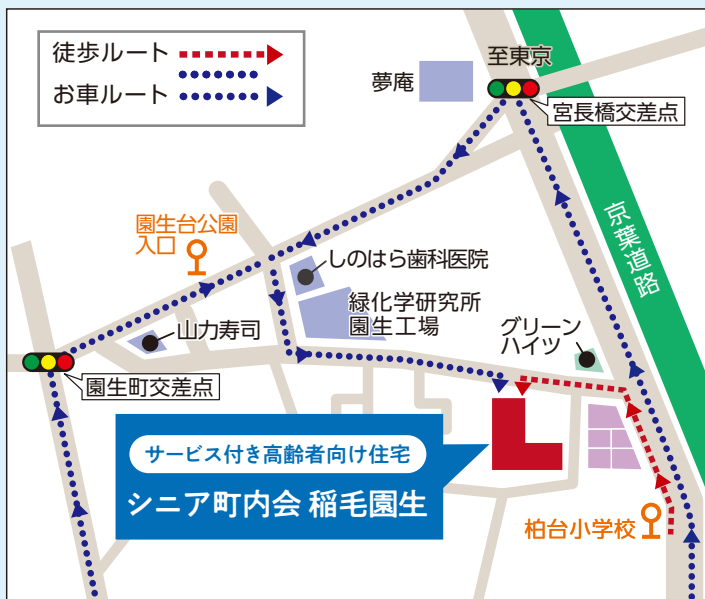 徒歩ルート
お車ルート
至東京
夢庵
宮長橋交差点
京葉道路
園生台公園
入口
しのはら歯科医院
緑化学研究所
園生工場
山力寿司
グリーン
ハイツ
園生町交差点
サービス付き高齢者向け住宅
シニア町内会 稲毛園生
柏台小学校